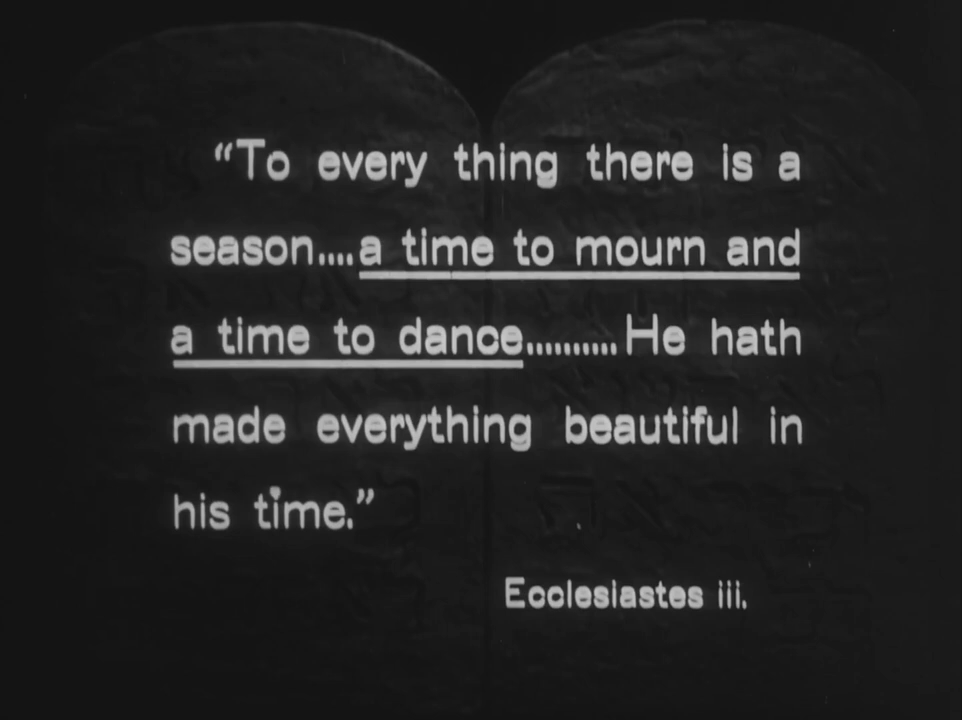 “To every thing there is a
season....a time to mourn and
a time to dance..........He hath
made everything beautiful in
his time.”
Ecclesiastes iii.